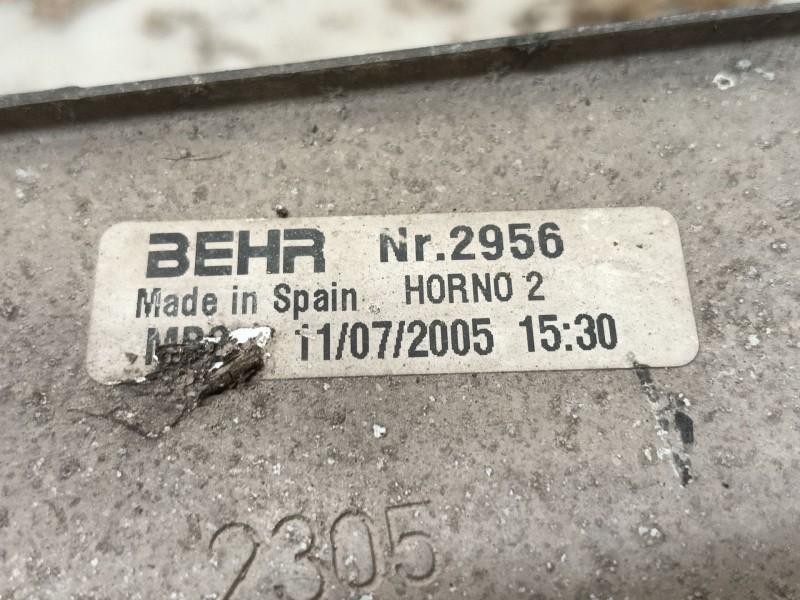 BEHR Nr.2956
Made in Spain HORNO 2
11/07/2005 15:30
2305